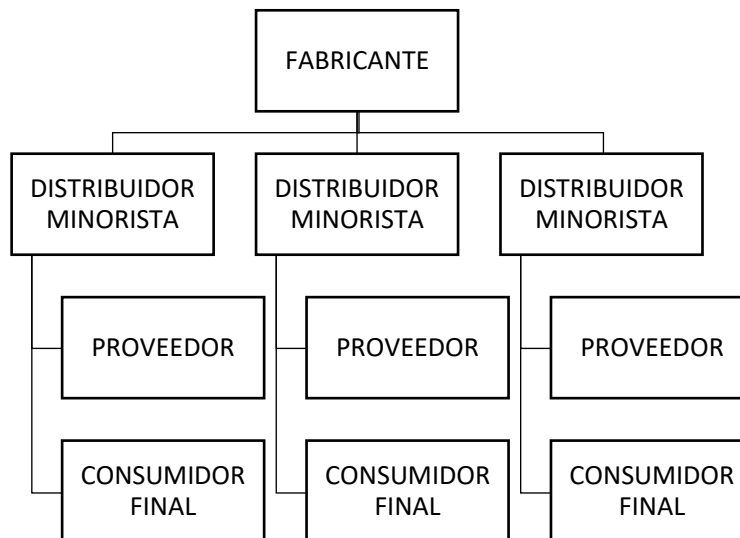 FABRICANTE
DISTRIBUIDOR
MINORISTA
DISTRIBUIDOR
MINORISTA
DISTRIBUIDOR
MINORISTA
PROVEEDOR
PROVEEDOR
PROVEEDOR
CONSUMIDOR
FINAL
CONSUMIDOR
FINAL
CONSUMIDOR
FINAL